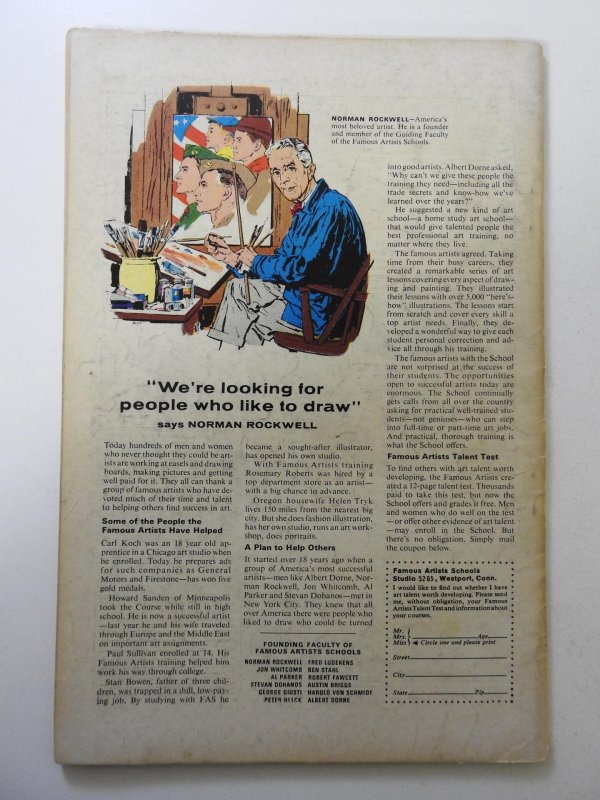 NORMAN ROCKWELL—America's
most beloved artist. He is a founder
and member of the Guiding Faculty
of the Famous Artists Schools.
"We're looking for
people who like to draw"
says NORMAN ROCKWELL
Today hundreds of men and women
who never thought they could be art-
ists are working at easels and drawing
boards, making pictures and getting
well paid for it. They all can thank a
group of famous artists who have de-
voted much of their time and talent
to helping others find success in art.
Some of the People the
Famous Artists Have Helped
Carl Koch was an 18 year old ap-
prentice in a Chicago art studio when
he enrolled. Today he prepares ads
for such companies as General
Motors and Firestone—has won five
gold medals.
Howard Sanden of Minneapolis
took the Course while still in high
school. He is now a successful artist
—last year he and his wife traveled
through Europe and the Middle East
on important art assignments.
Paul Sullivan enrolled at 14. His
Famous Artists training helped him
work his way through college.
Stan Bowen, father of three chil-
dren, was trapped in a dull, low-pay-
ing job. By studying with FAS he
became a sought-after illustrator,
has opened his own studio.
With Famous Artists training
Rosemary Roberts was hired by a
top department store as an artist—
with a big chance to advance.
Oregon housewife Helen Tryk
lives 150 miles from the nearest big
city. But she does fashion illustration,
has her own studio, runs an art work-
shop, does portraits.
A Plan to Help Others
It started over 18 years ago when a
group of America's most successful
artists—men like Albert Dorne, Nor-
man Rockwell, Jon Whitcomb, Al
Parker and Stevan Dohanos—met in
New York City. They knew that all
over America there were people who
liked to draw who could be turned
FOUNDING FACULTY OF
FAMOUS ARTISTS SCHOOLS
NORMAN ROCKWELL FRED LUDEKENS
JON WHITCOMB BEN STAHL
AL PARKER ROBERT FAWCETT
STEVAN DOHANOS AUSTIN BRIGGS
GEORGE GIUSTI HAROLD VON SCHMIDT
PETER HELCK ALBERT DORNE
into good artists. Albert Dorne asked,
"Why can't we give these people the
training they need—including all the
trade secrets and know-how we've
learned over the years?"
He suggested a new kind of art
school—a home study art school—
that would give talented people the
best professional art training, no
matter where they live.
The famous artists agreed. Taking
time from their busy careers, they
created a remarkable series of art
lessons covering every aspect of draw-
ing and painting. They illustrated
their lessons with over 5,000 "here's-
how" illustrations. The lessons start
from scratch and cover every skill a
top artist needs. Finally, they de-
veloped a wonderful way to give each
student personal correction and ad-
vice all through his training.
The famous artists with the School
are not surprised at the success of
their students. The opportunities
open to successful artists today are
enormous. The School continually
gets calls from all over the country
asking for practical well-trained stu-
dents—not geniuses—who can step
into full-time or part-time art jobs.
And practical, thorough training is
what the School offers.
Famous Artists Talent Test
To find others with art talent worth
developing, the Famous Artists cre-
ated a 12-page talent test. Thousands
paid to take this test, but now the
School offers and grades it free. Men
and women who do well on the test
—or offer other evidence of art talent
—may enroll in the School. But
there's no obligation. Simply mail
the coupon below.
Famous Artists Schools
Studio 5265, Westport, Conn.
I would like to find out whether I have
art talent worth developing. Please send
me, without obligation, your Famous
Artists Talent Test and information about
your courses.
Mr.
Mrs. Age
Miss Circle one and please print
Street
City
State Zip